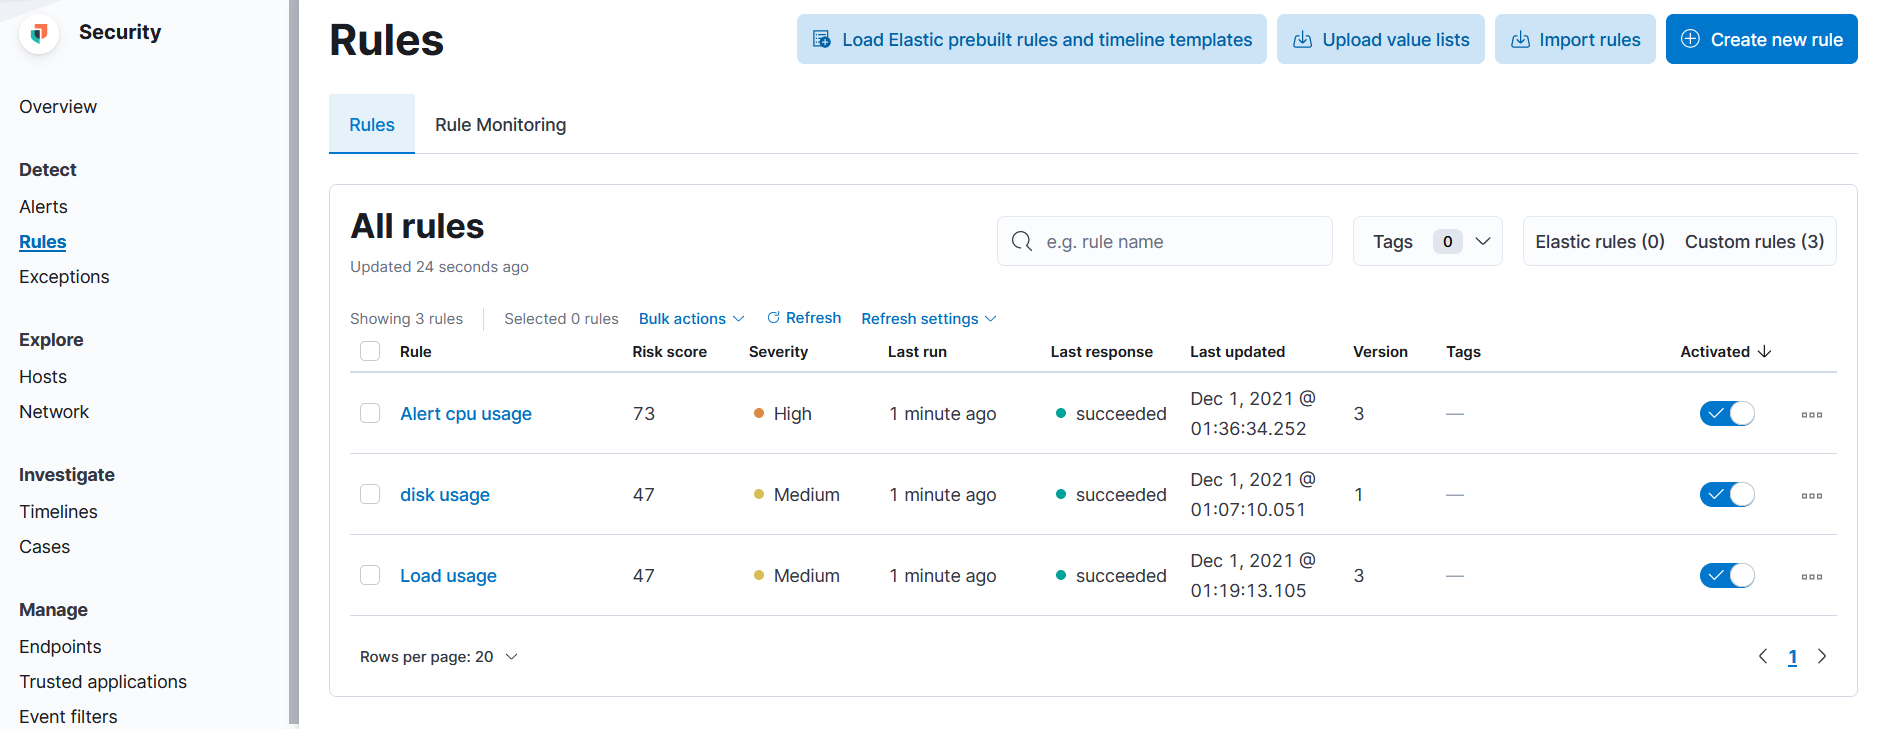 Security
Overview
Detect
Alerts
Rules
Exceptions
Explore
Hosts
Network
Investigate
Timelines
Cases
Manage
Endpoints
Trusted applications
Event filters
Rules
Load Elastic prebuilt rules and timeline templates
Upload value lists
Import rules
Create new rule
Rules Rule Monitoring
All rules
Updated 24 seconds ago
e.g. rule name
Tags 0
Elastic rules (0) Custom rules (3)
Showing 3 rules Selected 0 rules Bulk actions Refresh Refresh settings
Rule Risk score Severity Last run Last response Last updated Version Tags Activated
Alert cpu usage 73 High 1 minute ago succeeded Dec 1, 2021 @ 3 —
01:36:34.252
disk usage 47 Medium 1 minute ago succeeded Dec 1, 2021 @ 1 —
01:07:10.051
Load usage 47 Medium 1 minute ago succeeded Dec 1, 2021 @ 3 —
01:19:13.105
Rows per page: 20
1